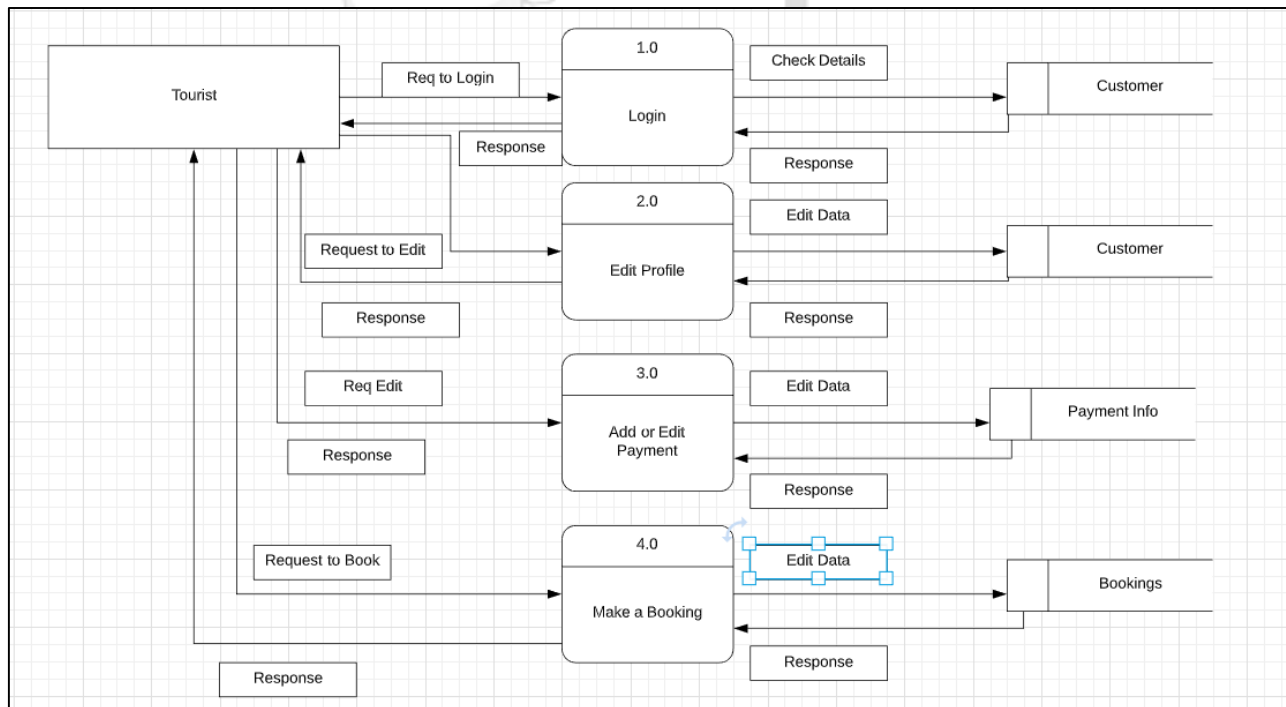 Tourist
Req to Login
Response
1.0
Login
Check Details
Response
Customer
Request to Edit
Response
2.0
Edit Profile
Edit Data
Response
Customer
Req Edit
Response
3.0
Add or Edit
Payment
Edit Data
Response
Payment Info
Request to Book
Response
4.0
Make a Booking
Edit Data
Response
Bookings